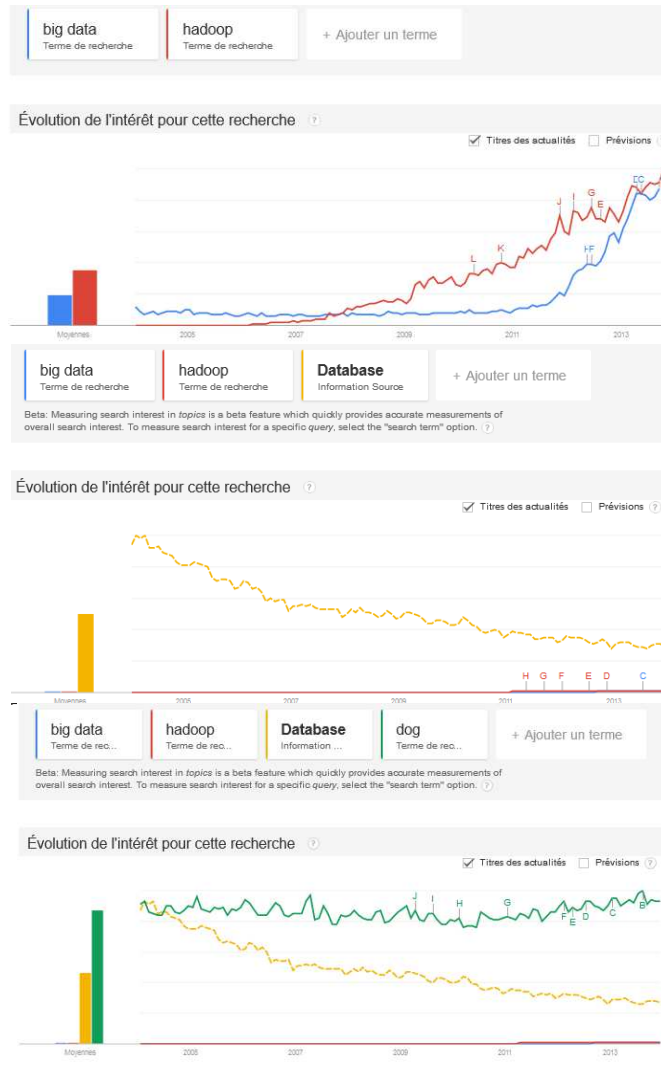 big data hadoop + Ajouter un terme
Terme de recherche Terme de recherche
Évolution de l'intérêt pour cette recherche ?
Titres des actualités Prévisions
DC
J I G E
HF
L K
Moyennes 2005 2007 2009 2011 2013
big data hadoop Database + Ajouter un terme
Terme de recherche Terme de recherche Information Source
Beta: Measuring search interest in topics is a beta feature which quickly provides accurate measurements of
overall search interest. To measure search interest for a specific query, select the "search term" option. ?
Évolution de l'intérêt pour cette recherche ?
Titres des actualités Prévisions ?
H G F E D C
Moyennes 2005 2007 2009 2011 2013
big data hadoop Database dog + Ajouter un terme
Terme de rec... Terme de rec... Information ... Terme de rec...
Beta: Measuring search interest in topics is a beta feature which quickly provides accurate measurements of
overall search interest. To measure search interest for a specific query, select the "search term" option. ?
Évolution de l'intérêt pour cette recherche ?
Titres des actualités Prévisions ?
J I H G F E D C B
Moyennes 2005 2007 2009 2011 2013